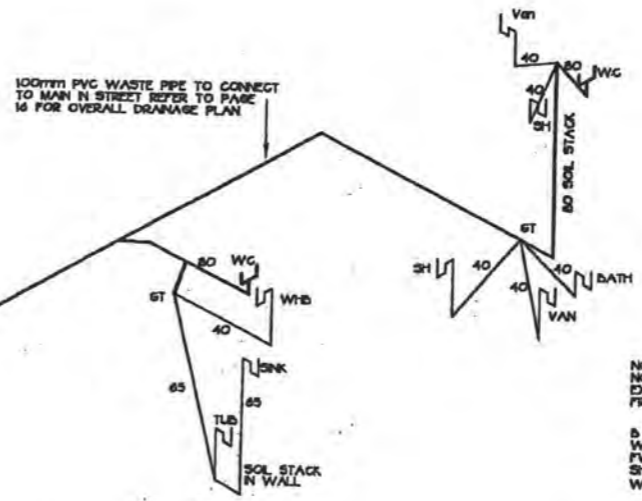 Van
40
80
WC
100mm PVC WASTE PIPE TO CONNECT
TO MAIN IN STREET REFER TO PAGE
16 FOR OVERALL DRAINAGE PLAN
40
SH
80 SOIL STACK
GT
SH
40
40
BATH
40
VAN
80
WC
WHB
GT
40
SINK
65
65
TUB
SOIL STACK
IN WALL